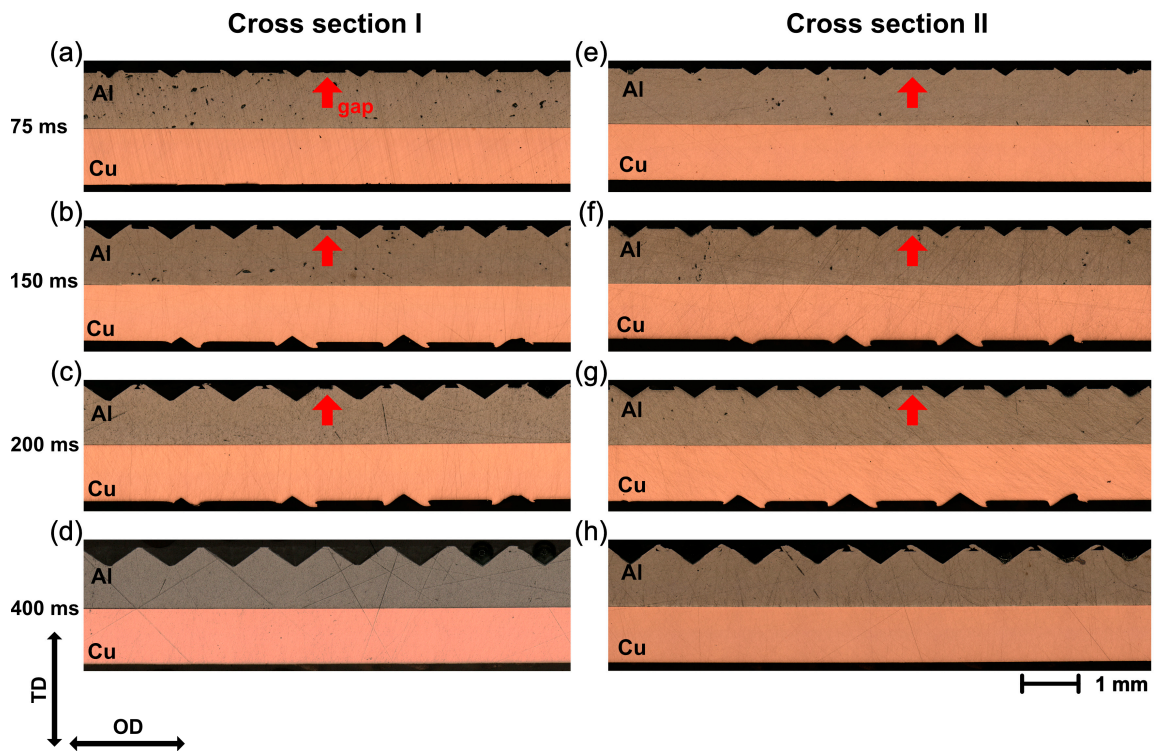 Cross section I
Cross section II
(a)
Al
gap
75 ms
Cu
(e)
Al
Cu
(b)
Al
150 ms
Cu
(f)
Al
Cu
(c)
Al
200 ms
Cu
(g)
Al
Cu
(d)
Al
400 ms
Cu
(h)
Al
Cu
1 mm
TD
OD